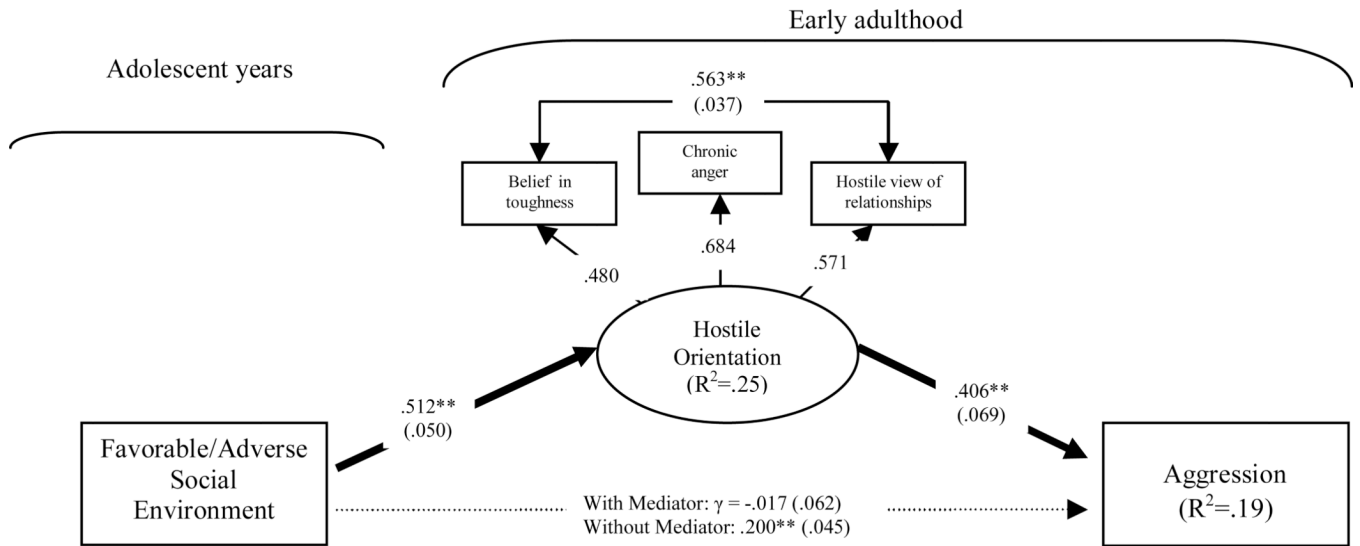 Early adulthood
Adolescent years
.563**
(.037)
Belief in
toughness
Chronic
anger
Hostile view of
relationships
.480
.684
.571
Hostile
Orientation
(R²=.25)
.512**
(.050)
.406**
(.069)
Favorable/Adverse
Social
Environment
With Mediator: γ = -.017 (.062)
Without Mediator: .200** (.045)
Aggression
(R²=.19)